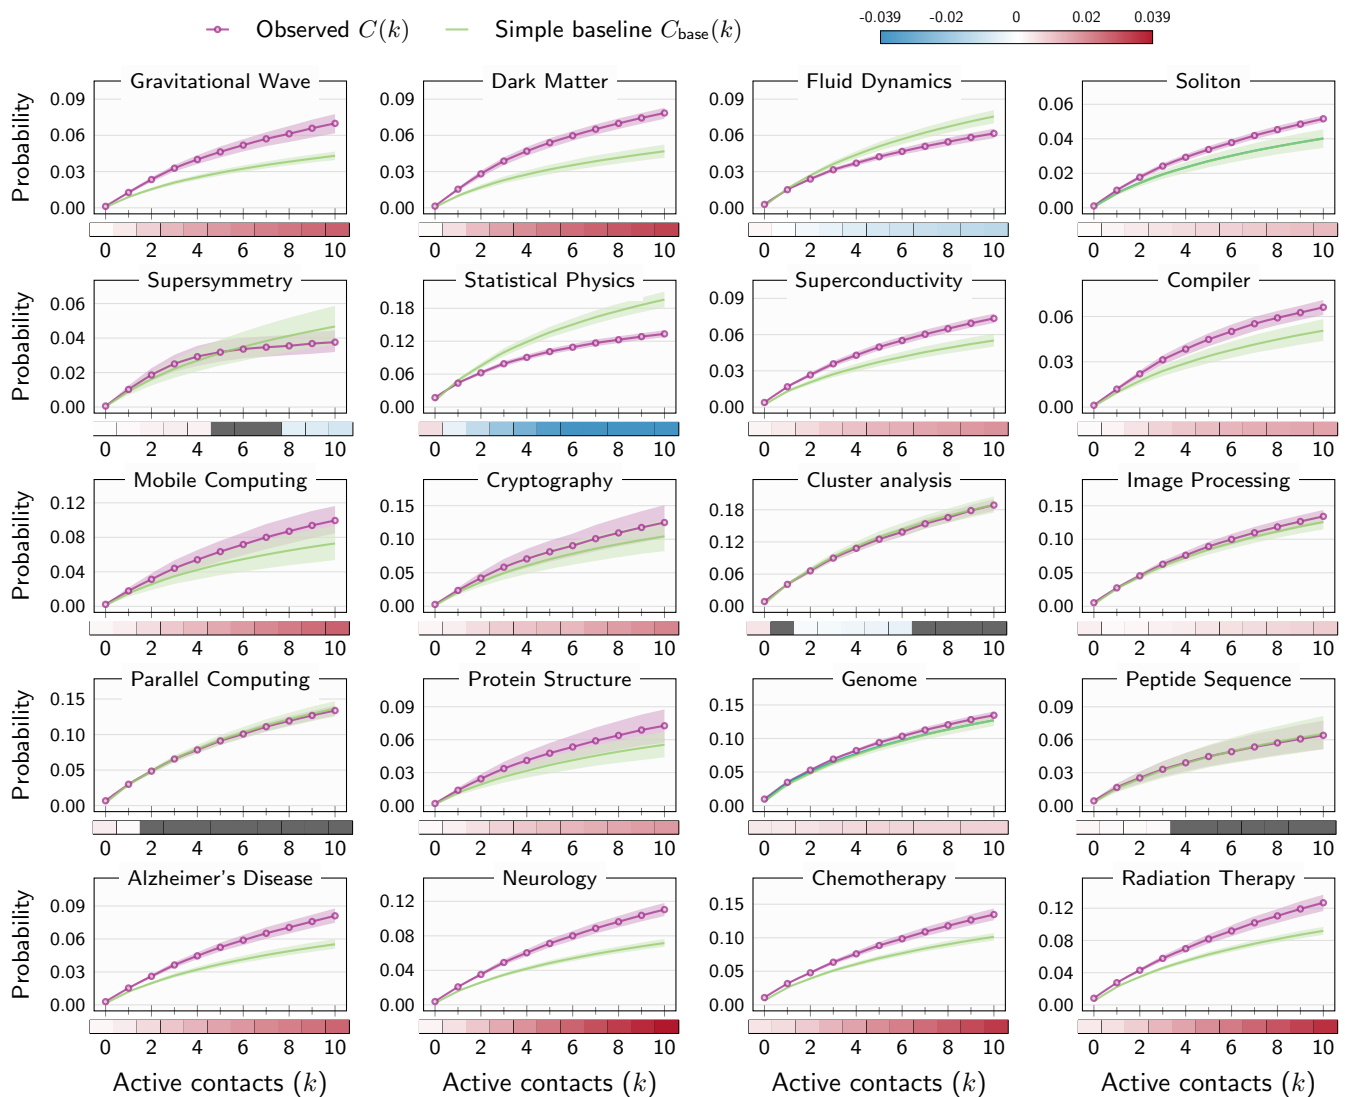 Observed C(k) Simple baseline C_base(k)
-0.039 -0.02 0 0.02 0.039
Gravitational Wave Dark Matter Fluid Dynamics Soliton
Probability
0.09 0.06 0.03 0.00
0.09 0.06 0.03 0.00
0.09 0.06 0.03 0.00
0.06 0.04 0.02 0.00
0 2 4 6 8 10 0 2 4 6 8 10 0 2 4 6 8 10 0 2 4 6 8 10
Supersymmetry Statistical Physics Superconductivity Compiler
Probability
0.06 0.04 0.02 0.00
0.18 0.12 0.06 0.00
0.09 0.06 0.03 0.00
0.06 0.03 0.00
0 2 4 6 8 10 0 2 4 6 8 10 0 2 4 6 8 10 0 2 4 6 8 10
Mobile Computing Cryptography Cluster analysis Image Processing
Probability
0.12 0.08 0.04 0.00
0.15 0.10 0.05 0.00
0.18 0.12 0.06 0.00
0.15 0.10 0.05 0.00
0 2 4 6 8 10 0 2 4 6 8 10 0 2 4 6 8 10 0 2 4 6 8 10
Parallel Computing Protein Structure Genome Peptide Sequence
Probability
0.15 0.10 0.05 0.00
0.09 0.06 0.03 0.00
0.15 0.10 0.05 0.00
0.09 0.06 0.03 0.00
0 2 4 6 8 10 0 2 4 6 8 10 0 2 4 6 8 10 0 2 4 6 8 10
Alzheimer's Disease Neurology Chemotherapy Radiation Therapy
Probability
0.09 0.06 0.03 0.00
0.12 0.08 0.04 0.00
0.15 0.10 0.05 0.00
0.12 0.08 0.04 0.00
0 2 4 6 8 10 0 2 4 6 8 10 0 2 4 6 8 10 0 2 4 6 8 10
Active contacts (k) Active contacts (k) Active contacts (k) Active contacts (k)